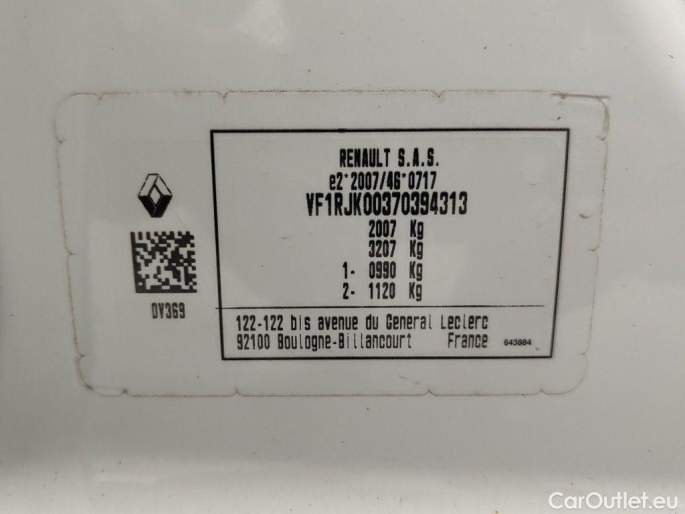 RENAULT S.A.S.
e2*2007/46*0717
VF1RJK00370394313
2007 Kg
3207 Kg
1- 0990 Kg
2- 1120 Kg
DV369
122-122 bis avenue du General Leclerc
92100 Boulogne-Billancourt France
643884
CarOutlet.eu